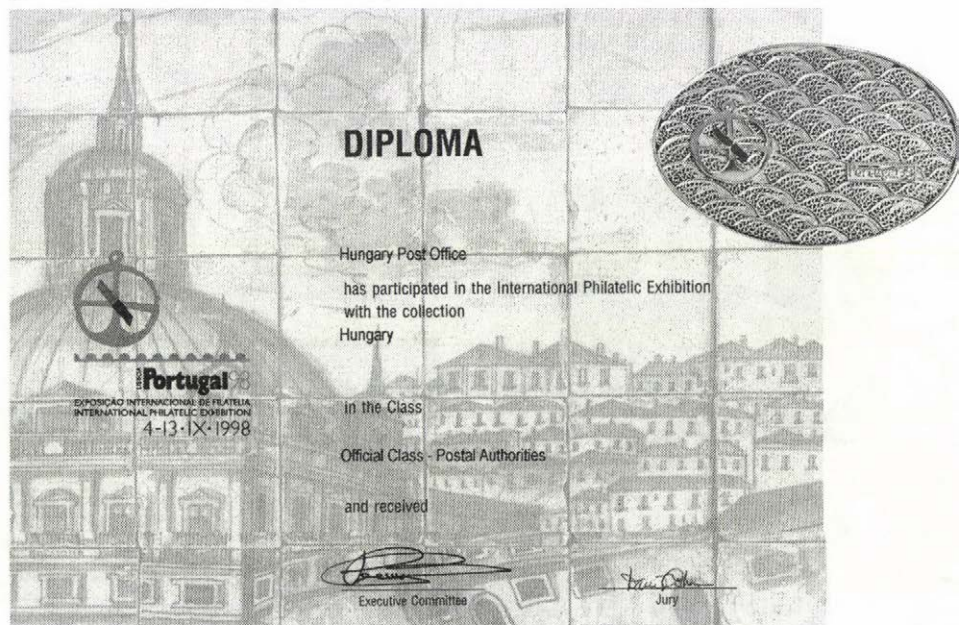 DIPLOMA
Hungary Post Office
has participated in the International Philatelic Exhibition
with the collection
Hungary
LISBOA
Portugal 98
EXPOSIÇÃO INTERNACIONAL DE FILATELIA
INTERNATIONAL PHILATELIC EXHIBITION
4-13·IX·1998
in the Class
Official Class - Postal Authorities
and received
Executive Committee
Jury